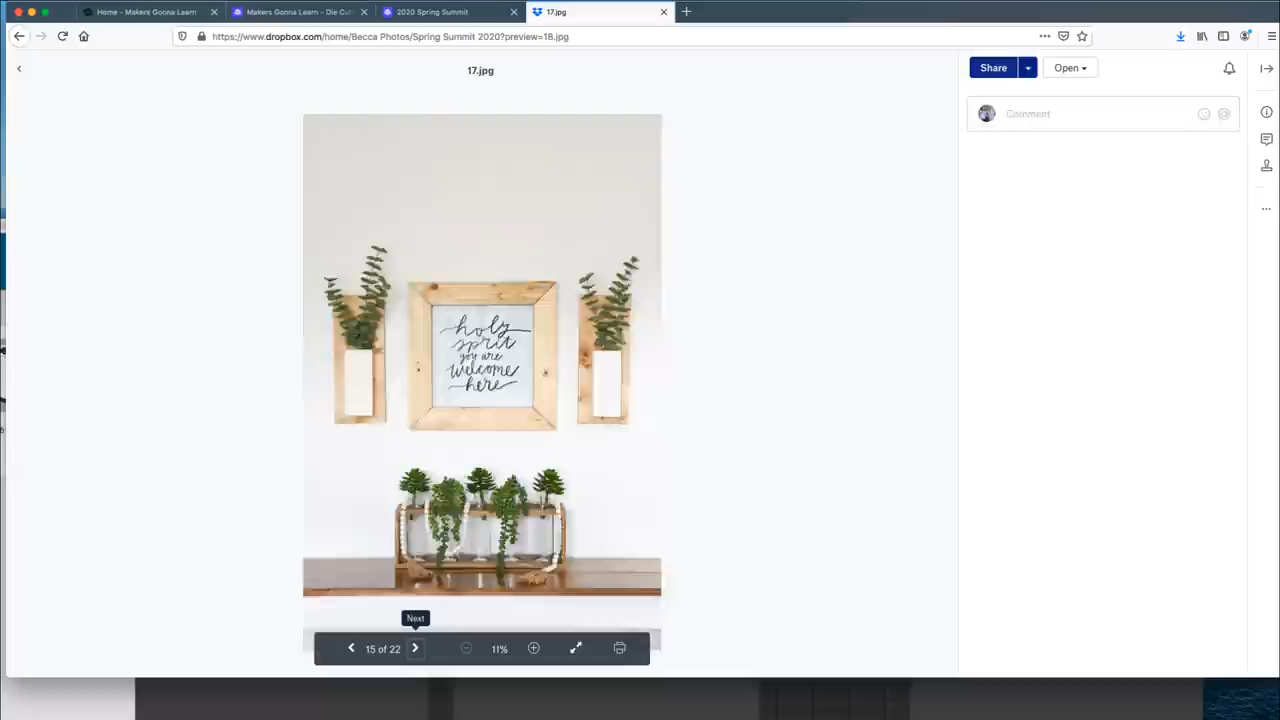 Home - Makers Gonna Learn
Makers Gonna Learn - Die Cut
2020 Spring Summit
17.jpg
https://www.dropbox.com/home/Becca Photos/Spring Summit 2020?preview=18.jpg
17.jpg
Share
Open
Comment
holy
sprit
you are
welcome
here
Next
15 of 22
11%